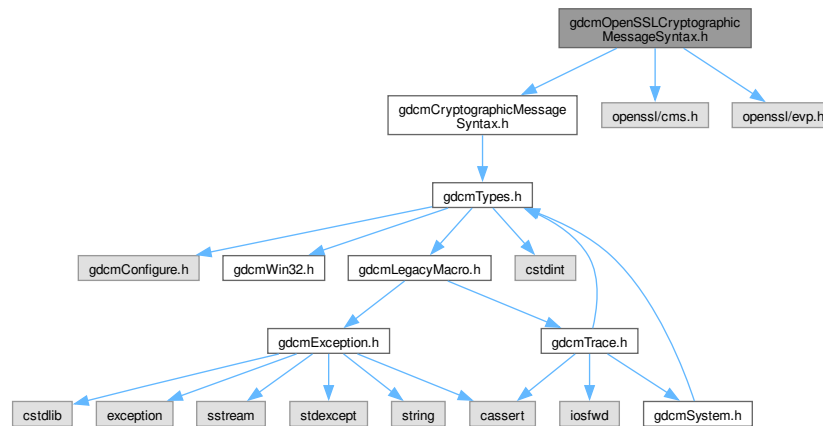 gdcmOpenSSLCryptographic
MessageSyntax.h
gdcmCryptographicMessage
Syntax.h
openssl/cms.h
openssl/evp.h
gdcmTypes.h
gdcmConfigure.h
gdcmWin32.h
gdcmLegacyMacro.h
cstdint
gdcmException.h
gdcmTrace.h
cstdlib
exception
sstream
stdexcept
string
cassert
iosfwd
gdcmSystem.h